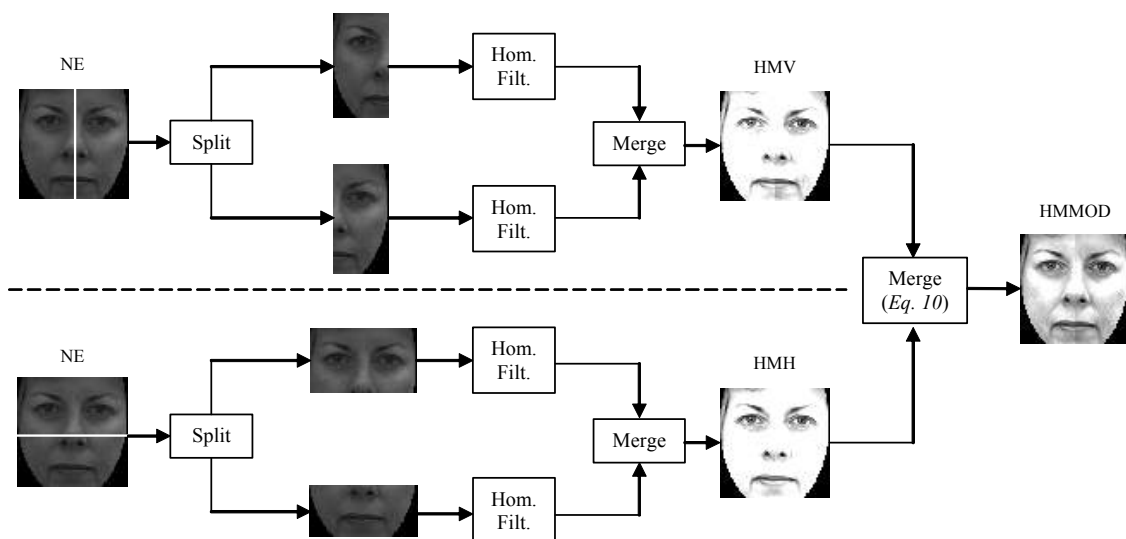 NE
Split
Hom.
Filt.
Hom.
Filt.
Merge
HMV
NE
Split
Hom.
Filt.
Hom.
Filt.
Merge
HMH
Merge
(Eq. 10)
HMMOD